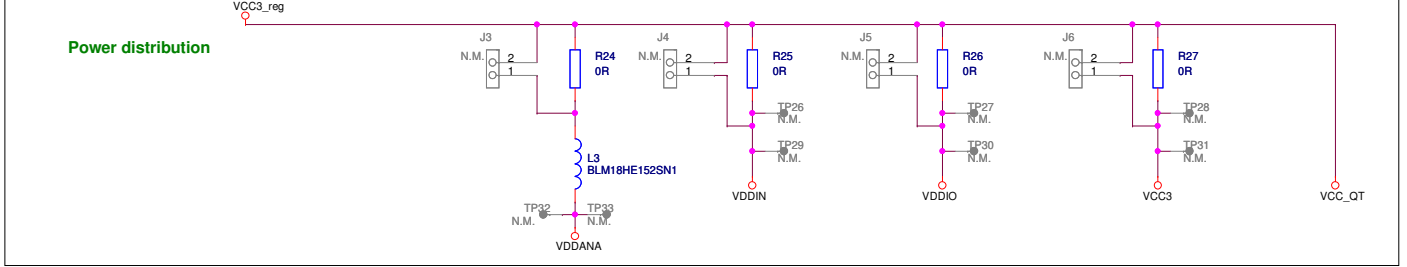 VCC3_reg
Power distribution
J3
N.M.
2
1
R24
0R
J4
N.M.
2
1
R25
0R
J5
N.M.
2
1
R26
0R
J6
N.M.
2
1
R27
0R
TP26
N.M.
TP27
N.M.
TP28
N.M.
TP29
N.M.
TP30
N.M.
TP31
N.M.
L3
BLM18HE152SN1
VDDIN
VDDIO
VCC3
VCC_QT
TP32
N.M.
TP33
N.M.
VDDANA